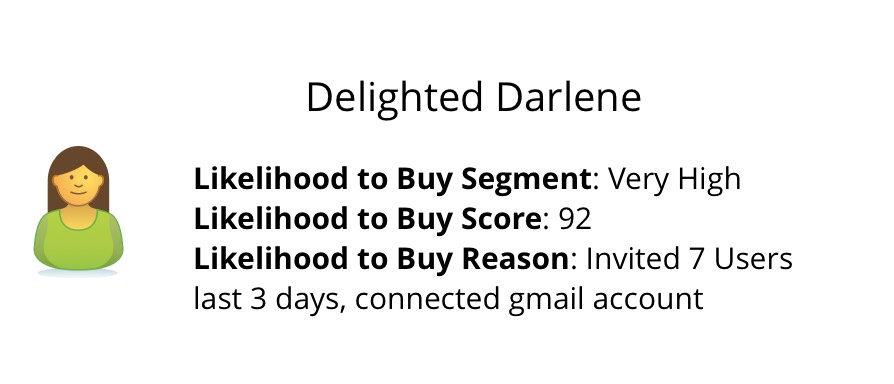 Delighted Darlene
Likelihood to Buy Segment: Very High
Likelihood to Buy Score: 92
Likelihood to Buy Reason: Invited 7 Users
last 3 days, connected gmail account